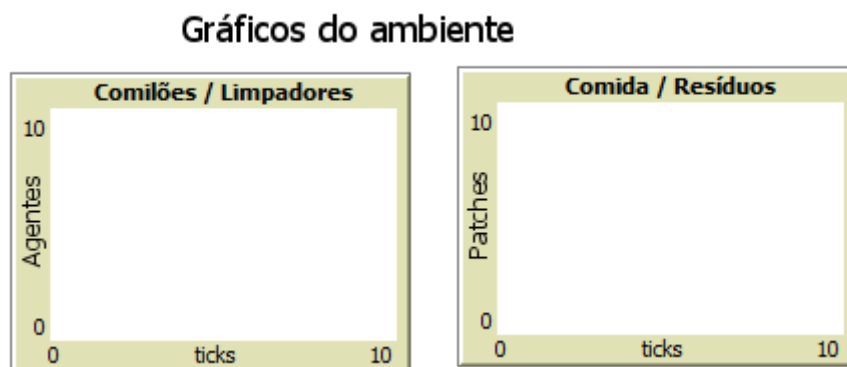 Gráficos do ambiente
Comilões / Limpadores
10
Agentes
0
0 ticks 10
Comida / Resíduos
10
Patches
0
0 ticks 10